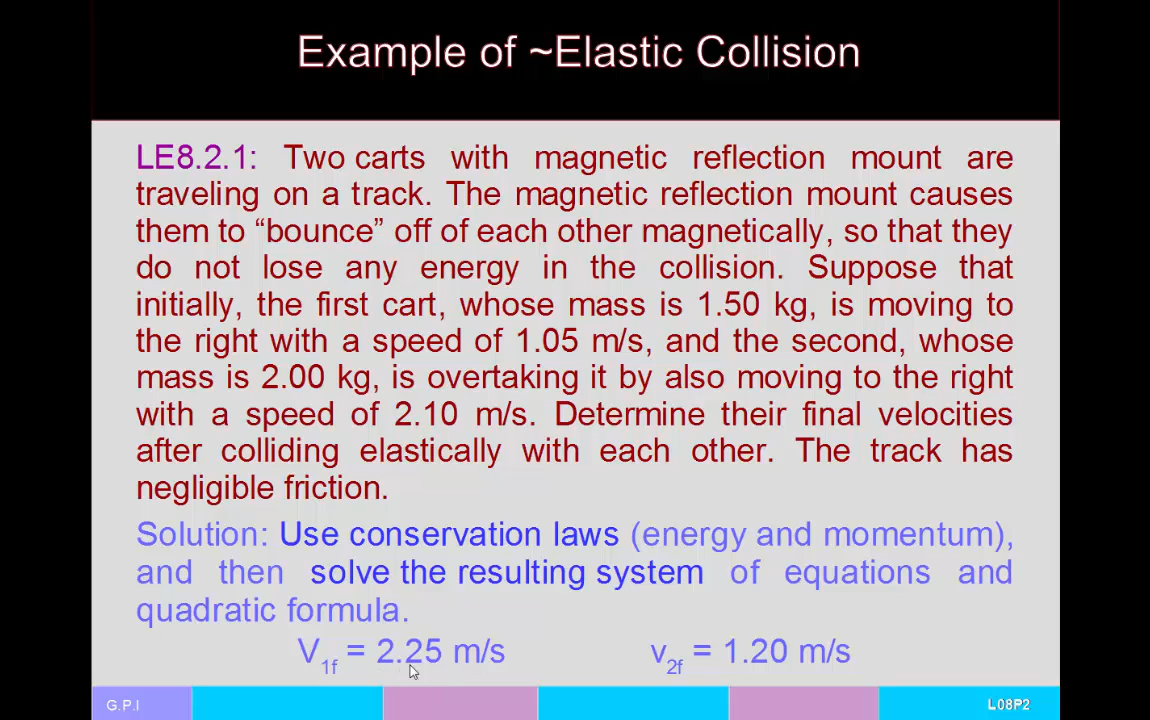 Example of ~Elastic Collision
LE8.2.1: Two carts with magnetic reflection mount are
traveling on a track. The magnetic reflection mount causes
them to “bounce” off of each other magnetically, so that they
do not lose any energy in the collision. Suppose that
initially, the first cart, whose mass is 1.50 kg, is moving to
the right with a speed of 1.05 m/s, and the second, whose
mass is 2.00 kg, is overtaking it by also moving to the right
with a speed of 2.10 m/s. Determine their final velocities
after colliding elastically with each other. The track has
negligible friction.
Solution: Use conservation laws (energy and momentum),
and then solve the resulting system of equations and
quadratic formula.
V1f = 2.25 m/s v2f = 1.20 m/s
G.P.I L08P2